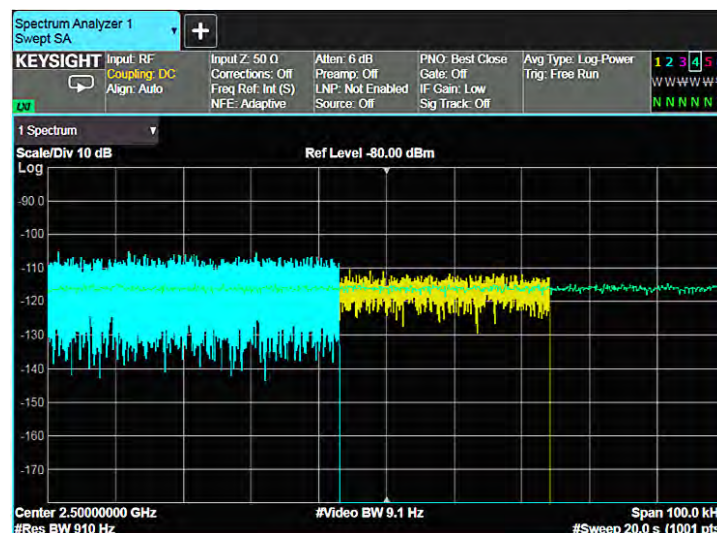 Spectrum Analyzer 1
Swept SA
+
KEYSIGHT Input: RF Input Z: 50 Ω Atten: 6 dB PNO: Best Close Avg Type: Log-Power 1 2 3 4 5
Coupling: DC Corrections: Off Preamp: Off Gate: Off Trig: Free Run
Align: Auto Freq Ref: Int (S) LNP: Not Enabled IF Gain: Low W W W W W
LXI NFE: Adaptive Source: Off Sig Track: Off N N N N N
1 Spectrum
Scale/Div 10 dB Ref Level -80.00 dBm
Log
-90.0
-100
-110
-120
-130
-140
-150
-160
-170
Center 2.50000000 GHz #Video BW 9.1 Hz Span 100.0 kH
#Res BW 910 Hz #Sweep 20.0 s (1001 pts